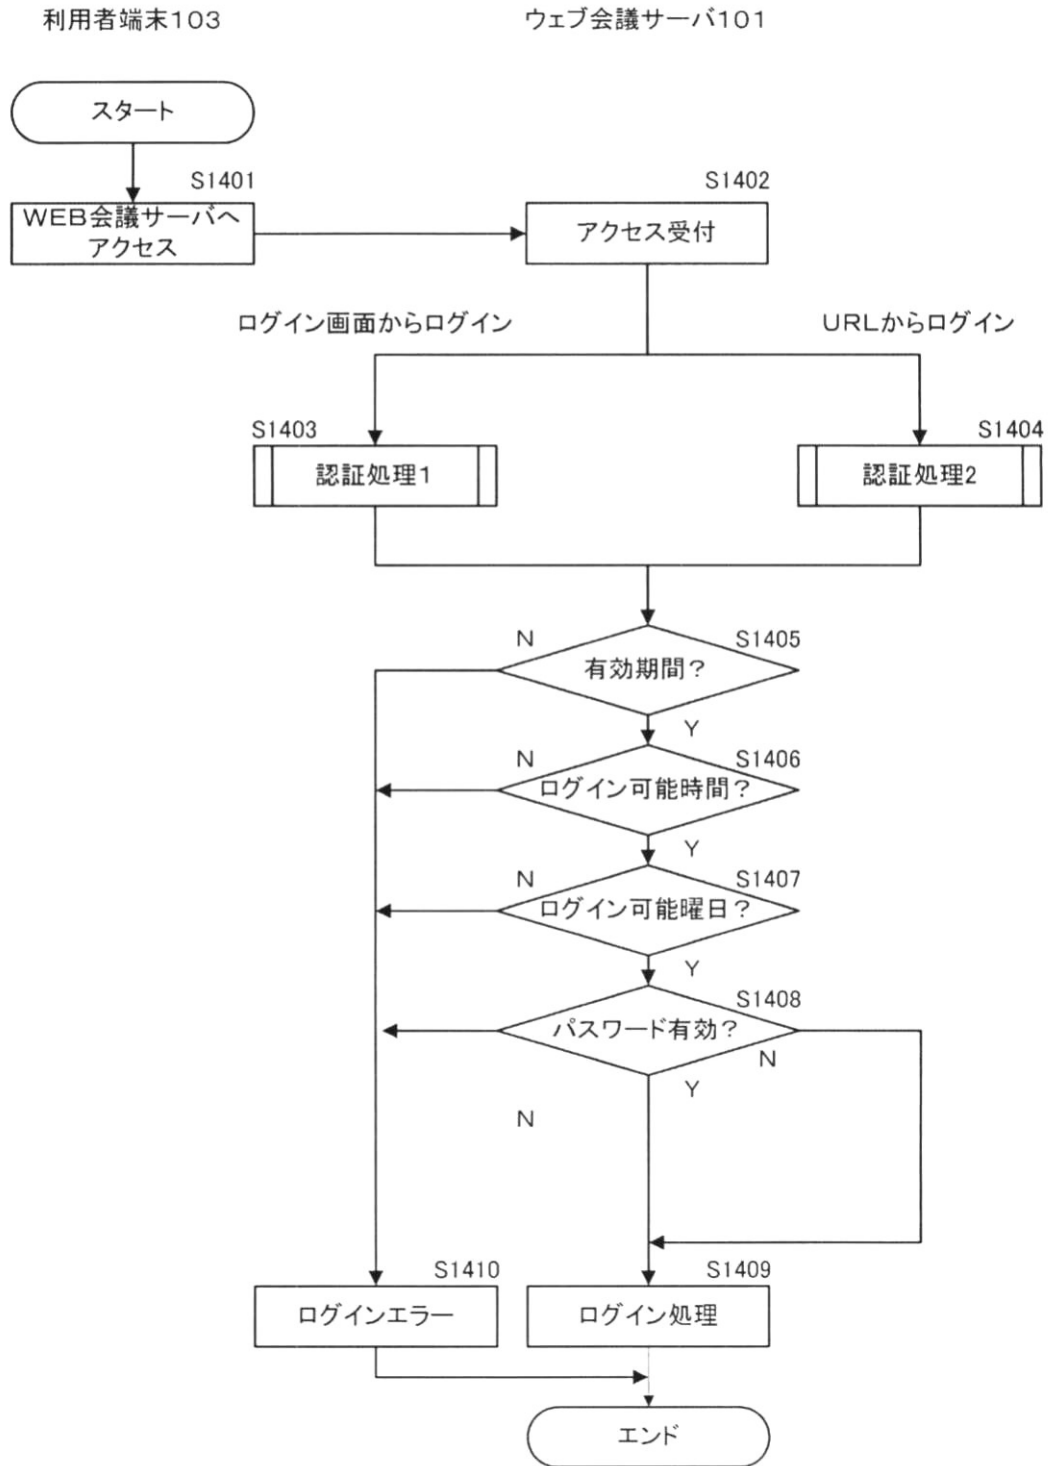 利用者端末103
ウェブ会議サーバ101
スタート
S1401
WEB会議サーバへ
アクセス
S1402
アクセス受付
ログイン画面からログイン
URLからログイン
S1403
認証処理1
S1404
認証処理2
N
S1405
有効期間?
Y
N
S1406
ログイン可能時間?
Y
N
S1407
ログイン可能曜日?
Y
S1408
パスワード有効?
N
Y
N
S1410
ログインエラー
S1409
ログイン処理
エンド